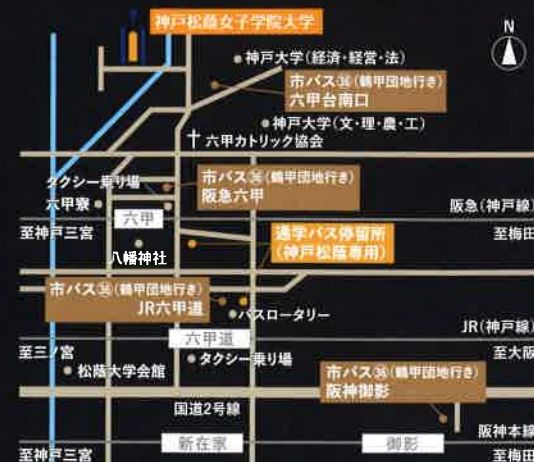 神戸松蔭女子学院大学
N
神戸大学(経済・経営・法)
市バス㊱(鶴甲団地行き)
六甲台南口
神戸大学(文・理・農・工)
六甲カトリック協会
タクシー乗り場
市バス㊱(鶴甲団地行き)
阪急六甲
六甲寮
六甲
阪急(神戸線)
至神戸三宮
通学バス停留所
(神戸松蔭専用)
至梅田
八幡神社
市バス㊱(鶴甲団地行き)
JR六甲道
バスロータリー
六甲道
JR(神戸線)
至三ノ宮
タクシー乗り場
至大阪
松蔭大学会館
市バス㊱(鶴甲団地行き)
阪神御影
国道2号線
新在家
御影
阪神本線
至神戸三宮
至梅田